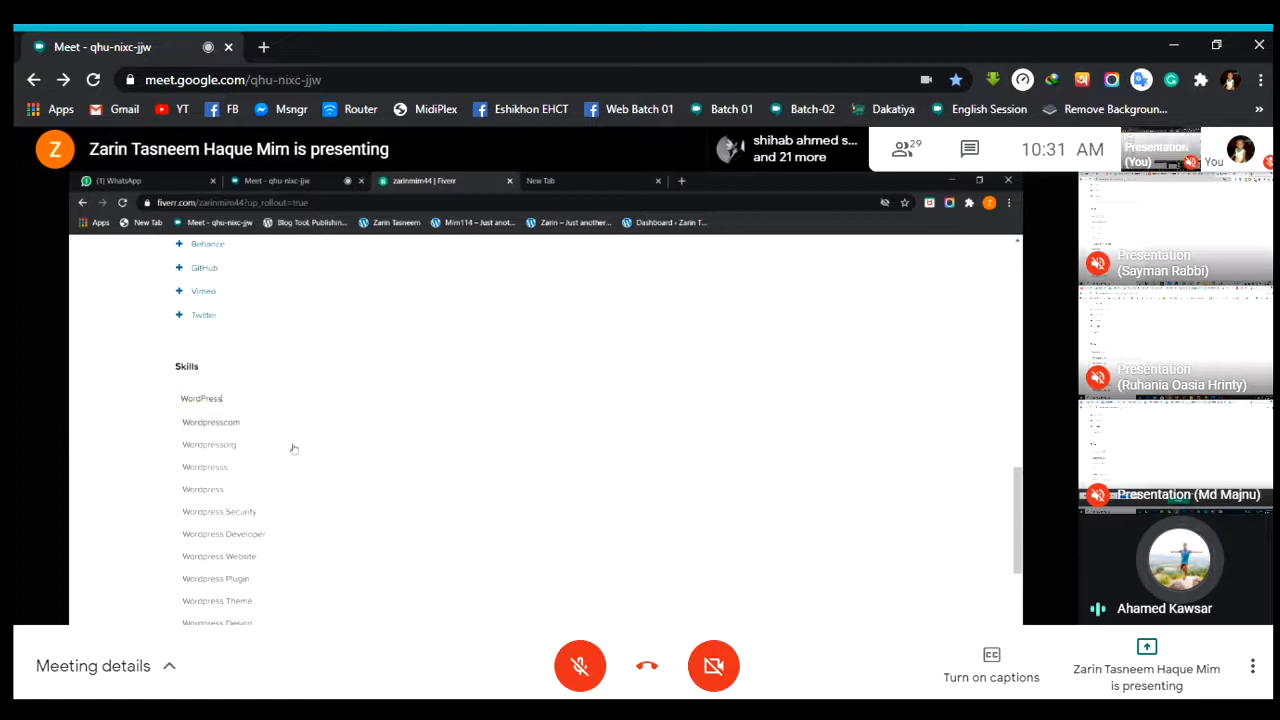 Meet - qhu-nixc-jjw
meet.google.com/qhu-nixc-jjw
Apps Gmail YT FB Msngr Router MidiPlex Eshikhon EHCT Web Batch 01 Batch 01 Batch-02 Dakatiya English Session Remove Backgroun... »
Z Zarin Tasneem Haque Mim is presenting
shihab ahmed s...
and 21 more
29
10:31 AM
Presentation
(You)
You
(1) WhatsApp Meet - qhu-nixc-jjw zarinmim44 | Fiverr New Tab
fiverr.com/zarinmim44?up_rollout=true
Z
Apps New Tab Meet - qhu-nixc-jjw Blog Tool, Publishin... Zarin Tasneem Mim114 – Just anot... Zarin – Just another... Dashboard ‹ Zarin T...
Behance
GitHub
Vimeo
Twitter
Skills
WordPress
Wordpresscom
Wordpressorg
Wordpresss
Wordpress
Wordpress Security
Wordpress Developer
Wordpress Website
Wordpress Plugin
Wordpress Theme
Wordpress Design
Presentation
(Sayman Rabbi)
Presentation
(Ruhania Oasia Hrinty)
Presentation (Md Majnu)
Ahamed Kawsar
Meeting details
CC
Turn on captions
Zarin Tasneem Haque Mim
is presenting